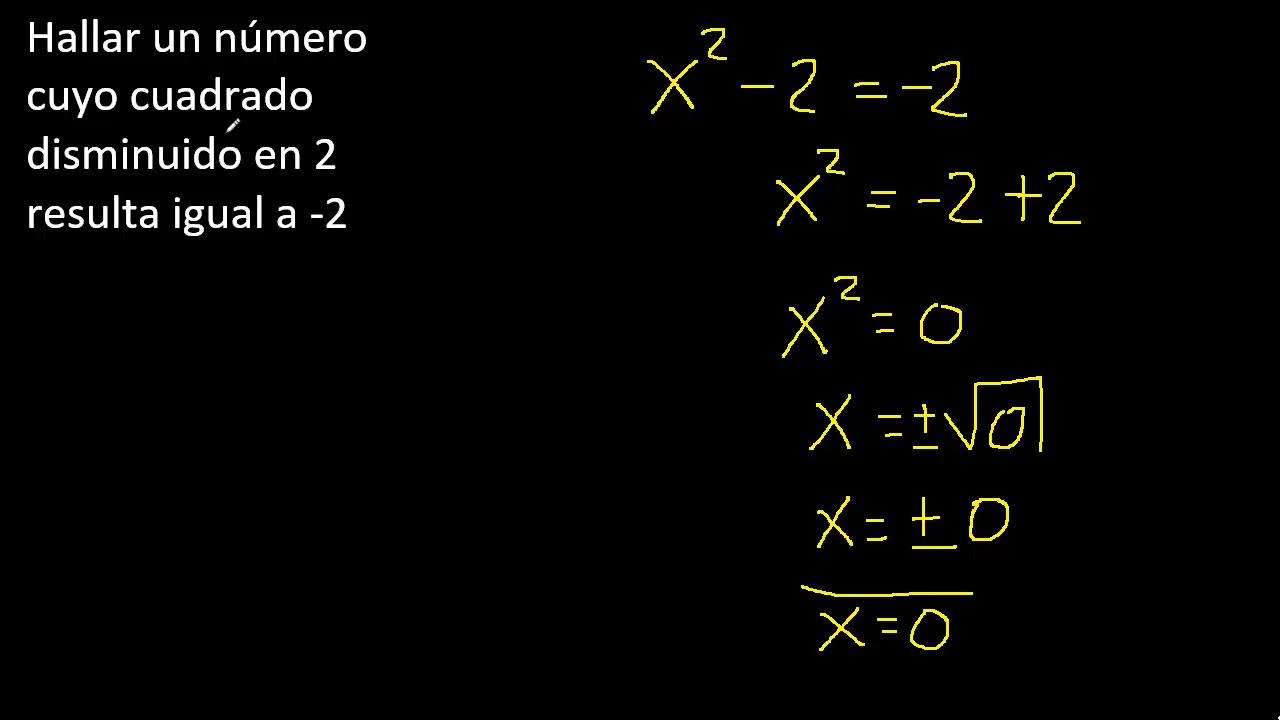 Hallar un número
cuyo cuadrado
disminuido en 2
resulta igual a -2
x² - 2 = -2
x² = -2 + 2
x² = 0
x = ±√0
x = ± 0
x = 0